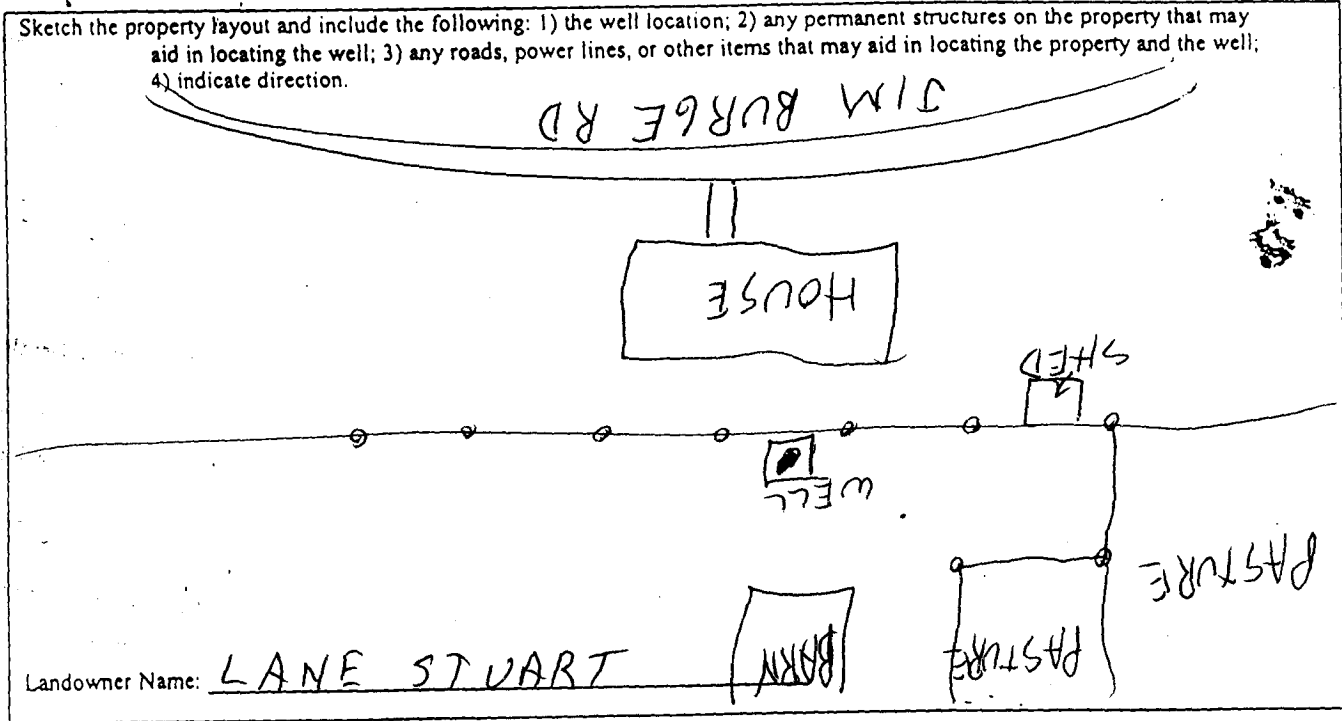 Sketch the property layout and include the following: 1) the well location; 2) any permanent structures on the property that may
aid in locating the well; 3) any roads, power lines, or other items that may aid in locating the property and the well;
4) indicate direction.
JIM BURGE RD
HOUSE
SHED
WELL
PASTURE
BARN
PASTURE
Landowner Name: LANE STUART